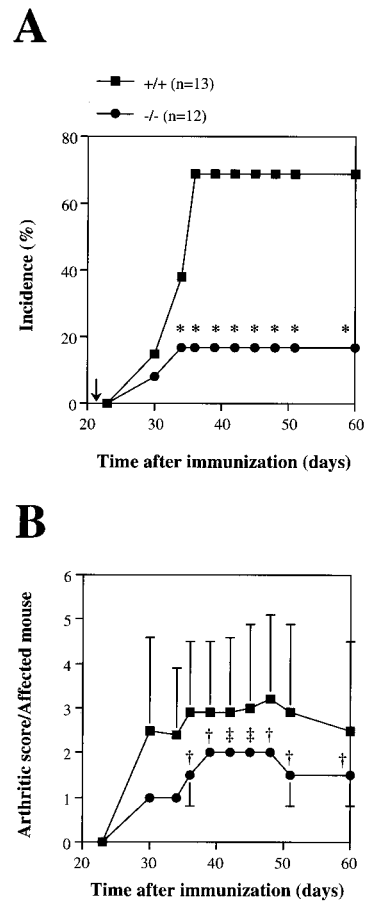 A
+/+ (n=13)
-/- (n=12)
80
60
40
20
0
Incidence (%)
* * * * * * * *
20 30 40 50 60
Time after immunization (days)
B
6
5
4
3
2
1
0
Arthritic score/Affected mouse
† † ‡ ‡ † † †
20 30 40 50 60
Time after immunization (days)